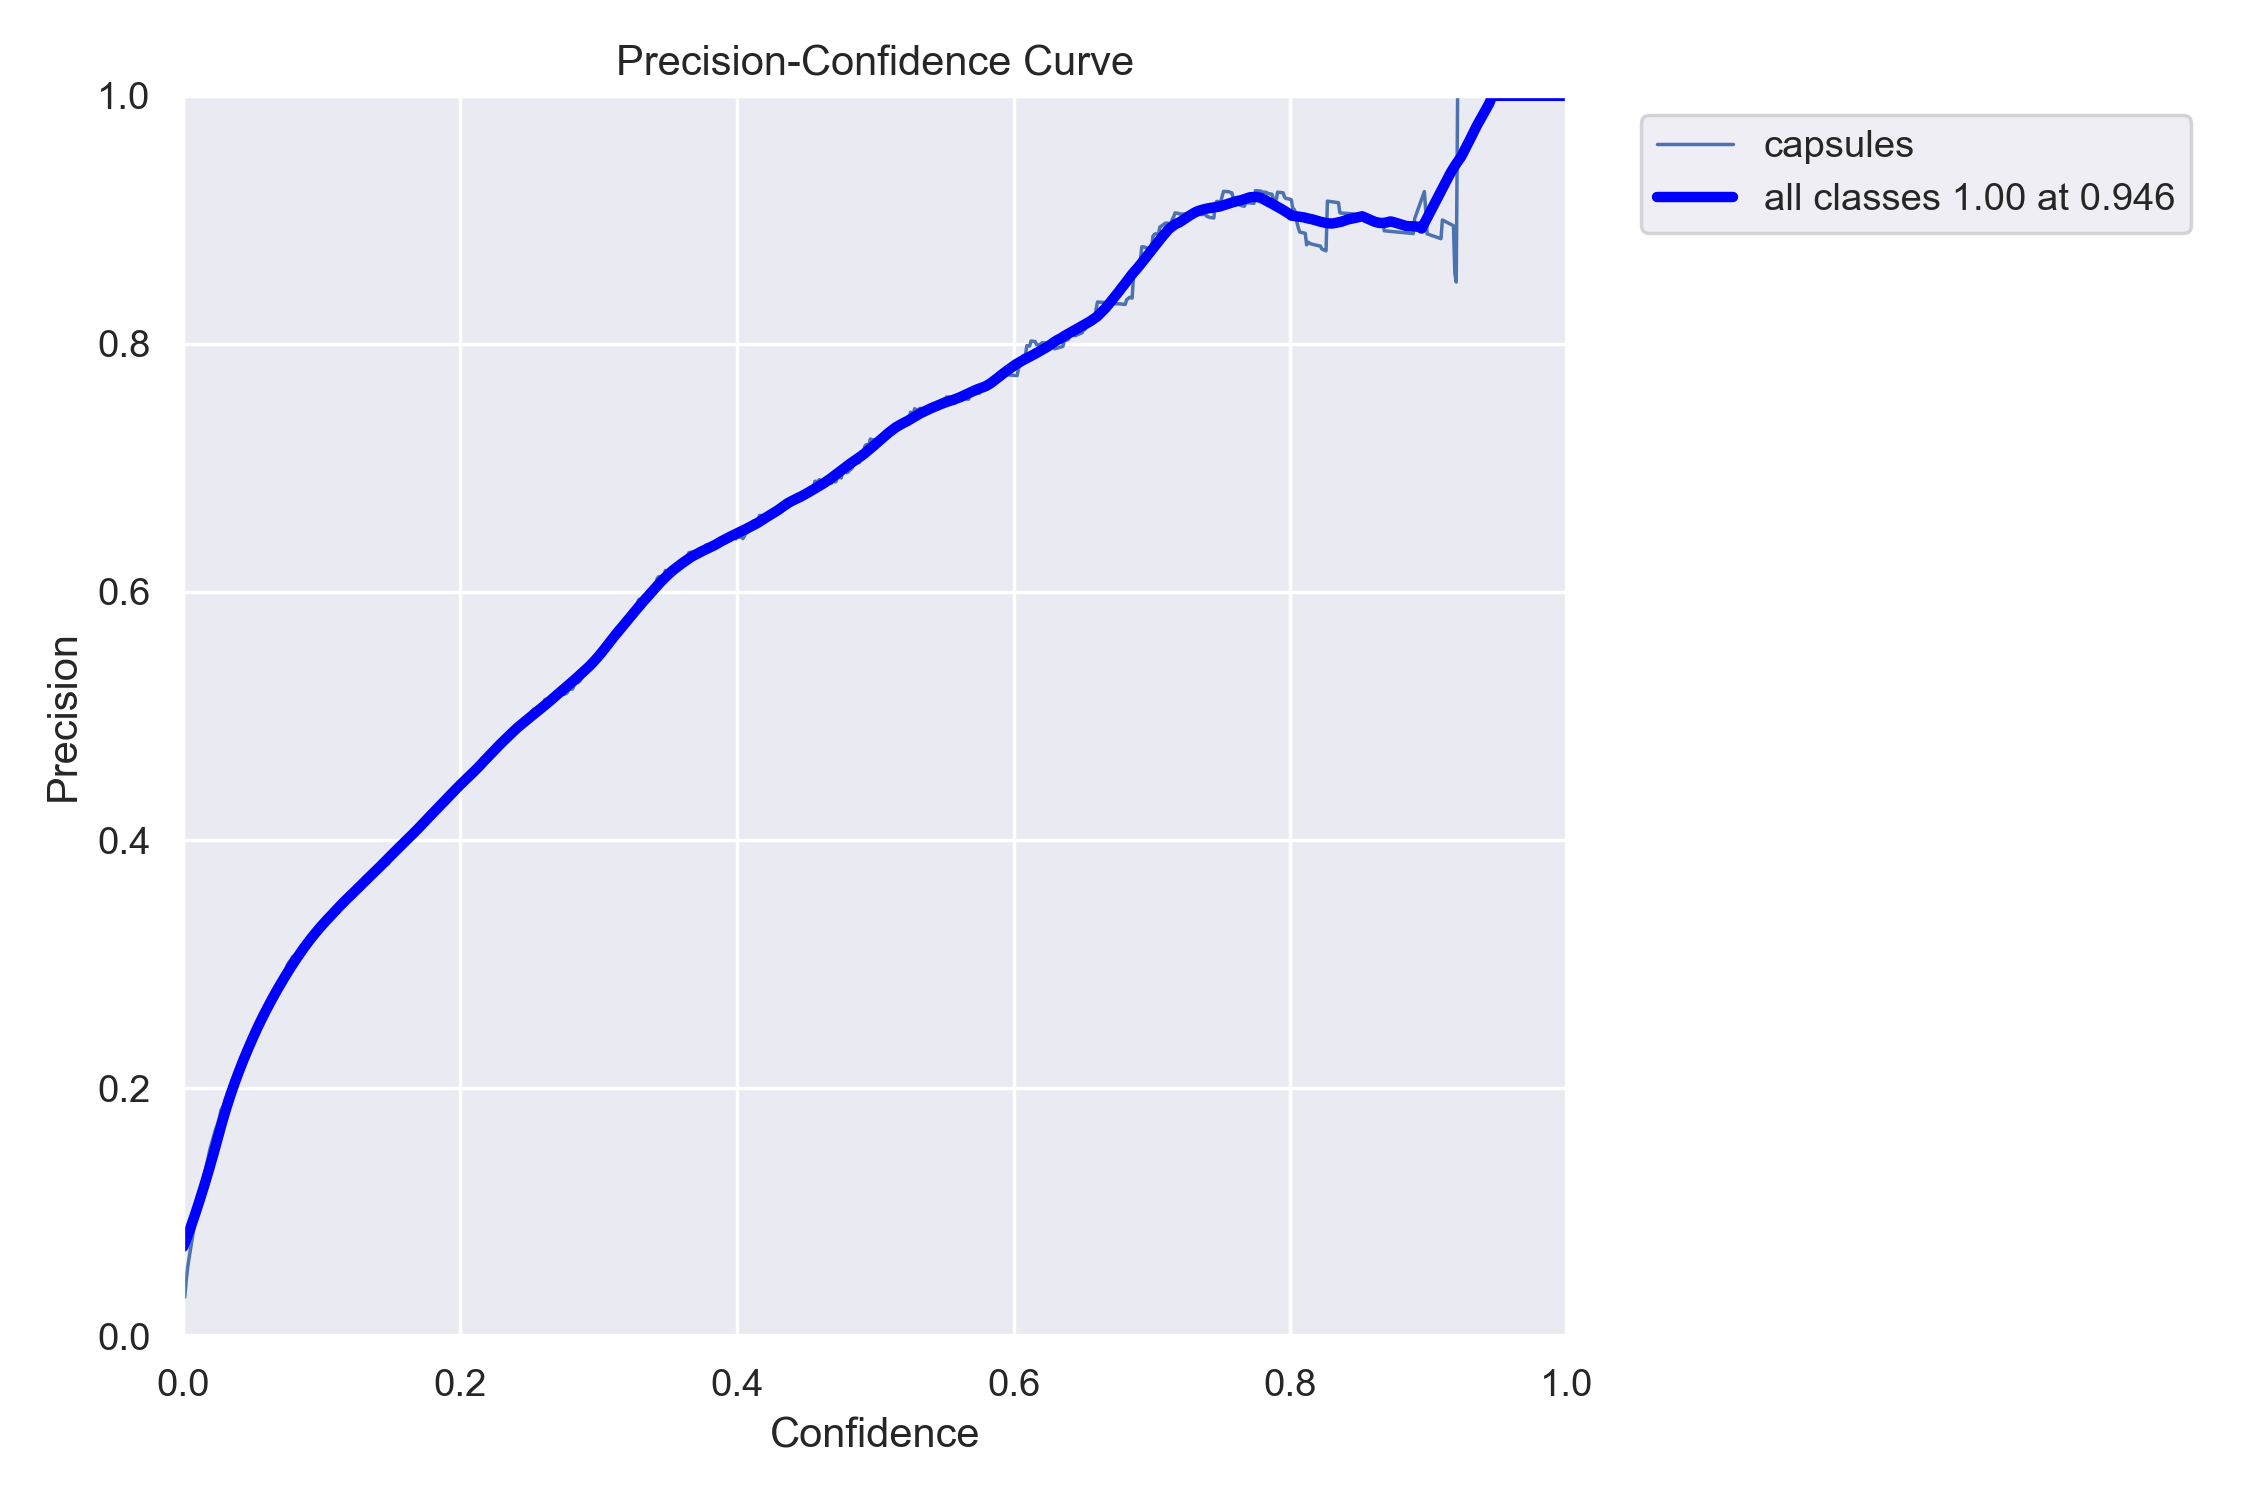 Precision-Confidence Curve
1.0
0.8
0.6
0.4
0.2
0.0
Precision
0.0 0.2 0.4 0.6 0.8 1.0
Confidence
capsules
all classes 1.00 at 0.946